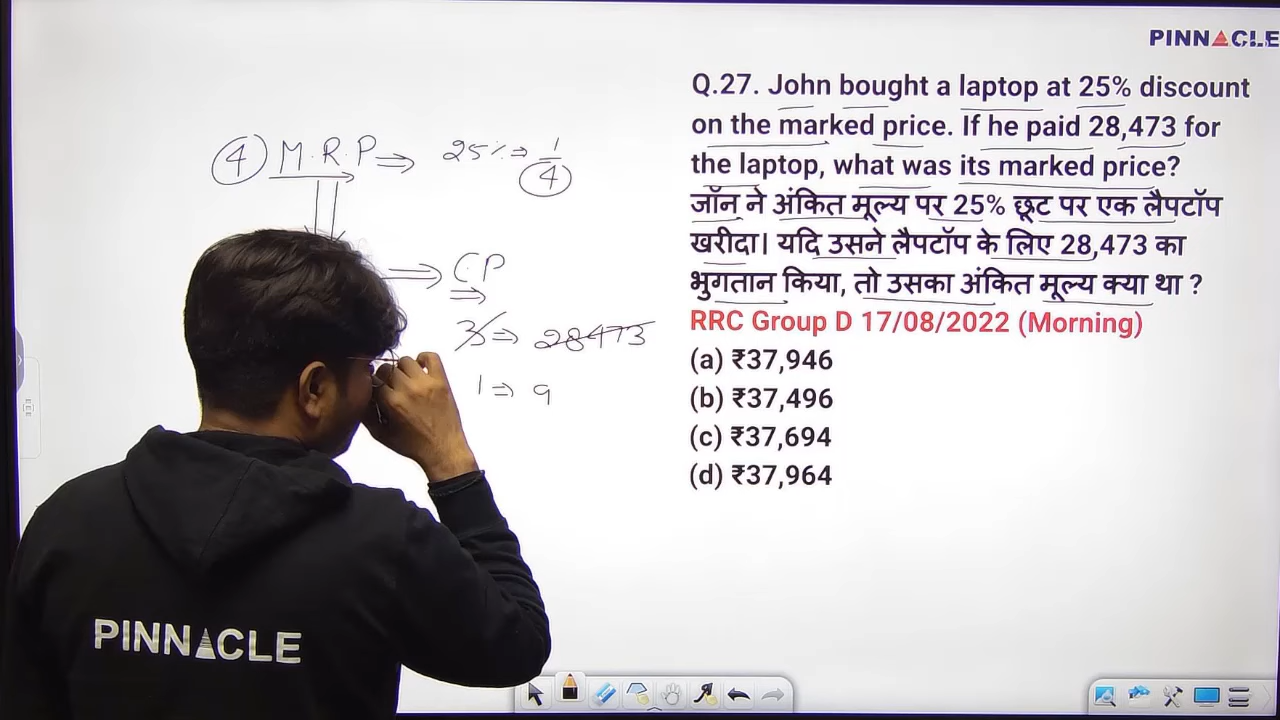 PINNACLE
Q.27. John bought a laptop at 25% discount
on the marked price. If he paid 28,473 for
the laptop, what was its marked price?
जॉन ने अंकित मूल्य पर 25% छूट पर एक लैपटॉप
खरीदा। यदि उसने लैपटॉप के लिए 28,473 का
भुगतान किया, तो उसका अंकित मूल्य क्या था ?
RRC Group D 17/08/2022 (Morning)
(a) ₹37,946
(b) ₹37,496
(c) ₹37,694
(d) ₹37,964
4 M.R.P ⇒ 25% ⇒ 1/4
⇒ C.P
3 ⇒ 28473
1 ⇒ 9
PINNACLE